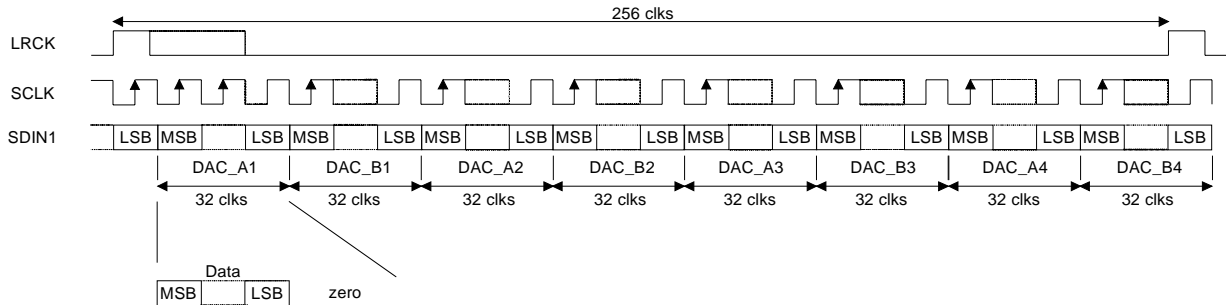 256 clks
LRCK
SCLK
SDIN1
LSB MSB LSB MSB LSB MSB LSB MSB LSB MSB LSB MSB LSB MSB LSB MSB LSB
DAC_A1 DAC_B1 DAC_A2 DAC_B2 DAC_A3 DAC_B3 DAC_A4 DAC_B4
32 clks 32 clks 32 clks 32 clks 32 clks 32 clks 32 clks 32 clks
Data
MSB LSB zero